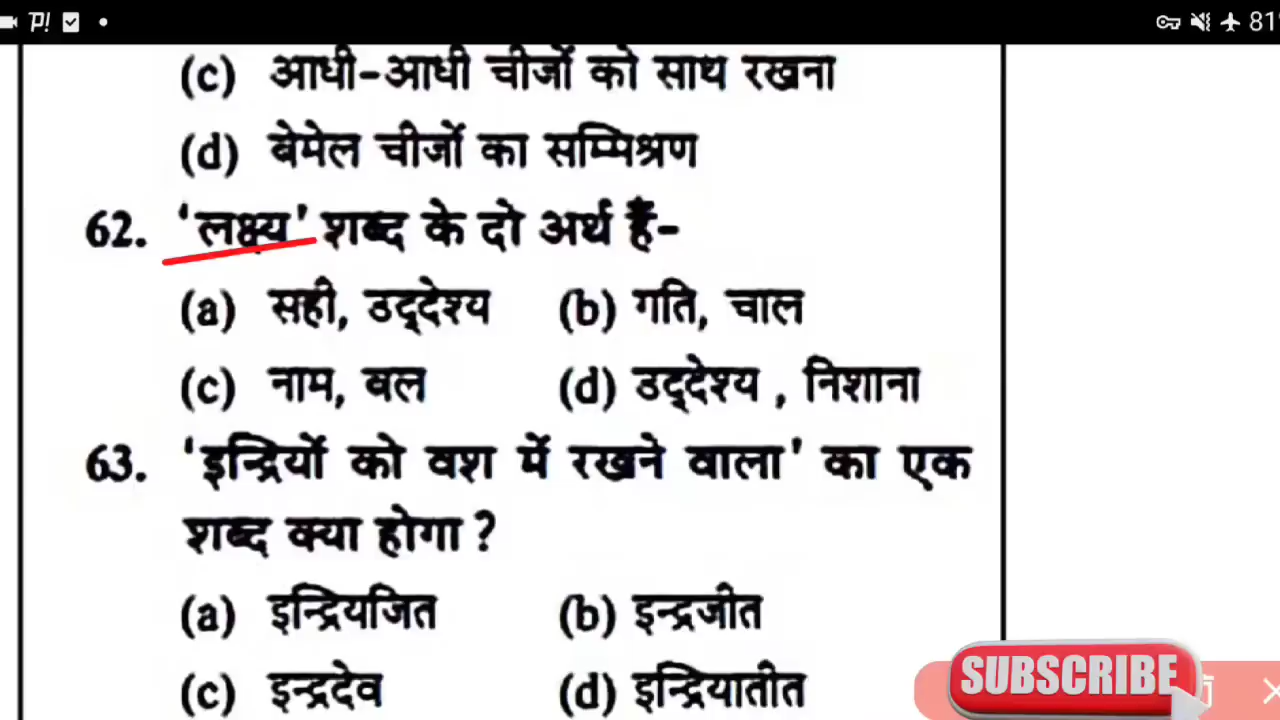 P! 81
(c) आधी-आधी चीजों को साथ रखना
(d) बेमेल चीजों का सम्मिश्रण
62. 'लक्ष्य' शब्द के दो अर्थ हैं-
(a) सही, उद्देश्य (b) गति, चाल
(c) नाम, बल (d) उद्देश्य , निशाना
63. 'इन्द्रियों को वश में रखने वाला' का एक
शब्द क्या होगा ?
(a) इन्द्रियजित (b) इन्द्रजीत
(c) इन्द्रदेव (d) इन्द्रियातीत
SUBSCRIBE